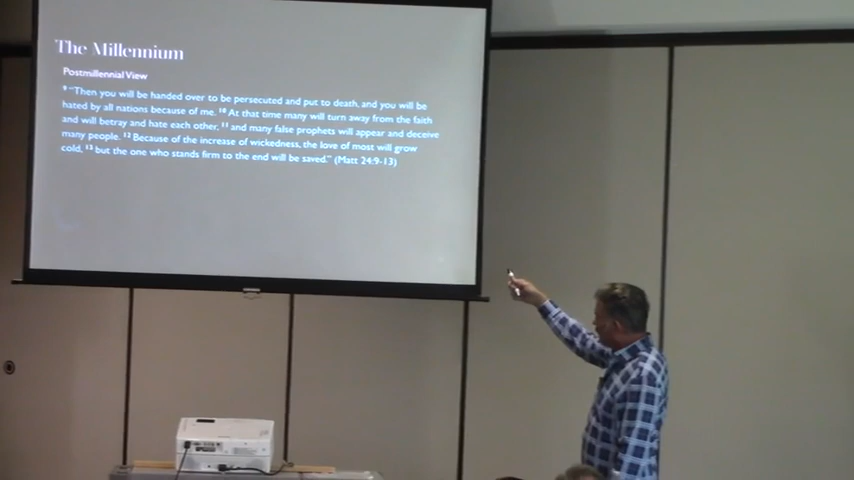 The Millennium
Postmillennial View
⁹ "Then you will be handed over to be persecuted and put to death, and you will be
hated by all nations because of me. ¹⁰ At that time many will turn away from the faith
and will betray and hate each other, ¹¹ and many false prophets will appear and deceive
many people. ¹² Because of the increase of wickedness, the love of most will grow
cold, ¹³ but the one who stands firm to the end will be saved." (Matt 24:9-13)